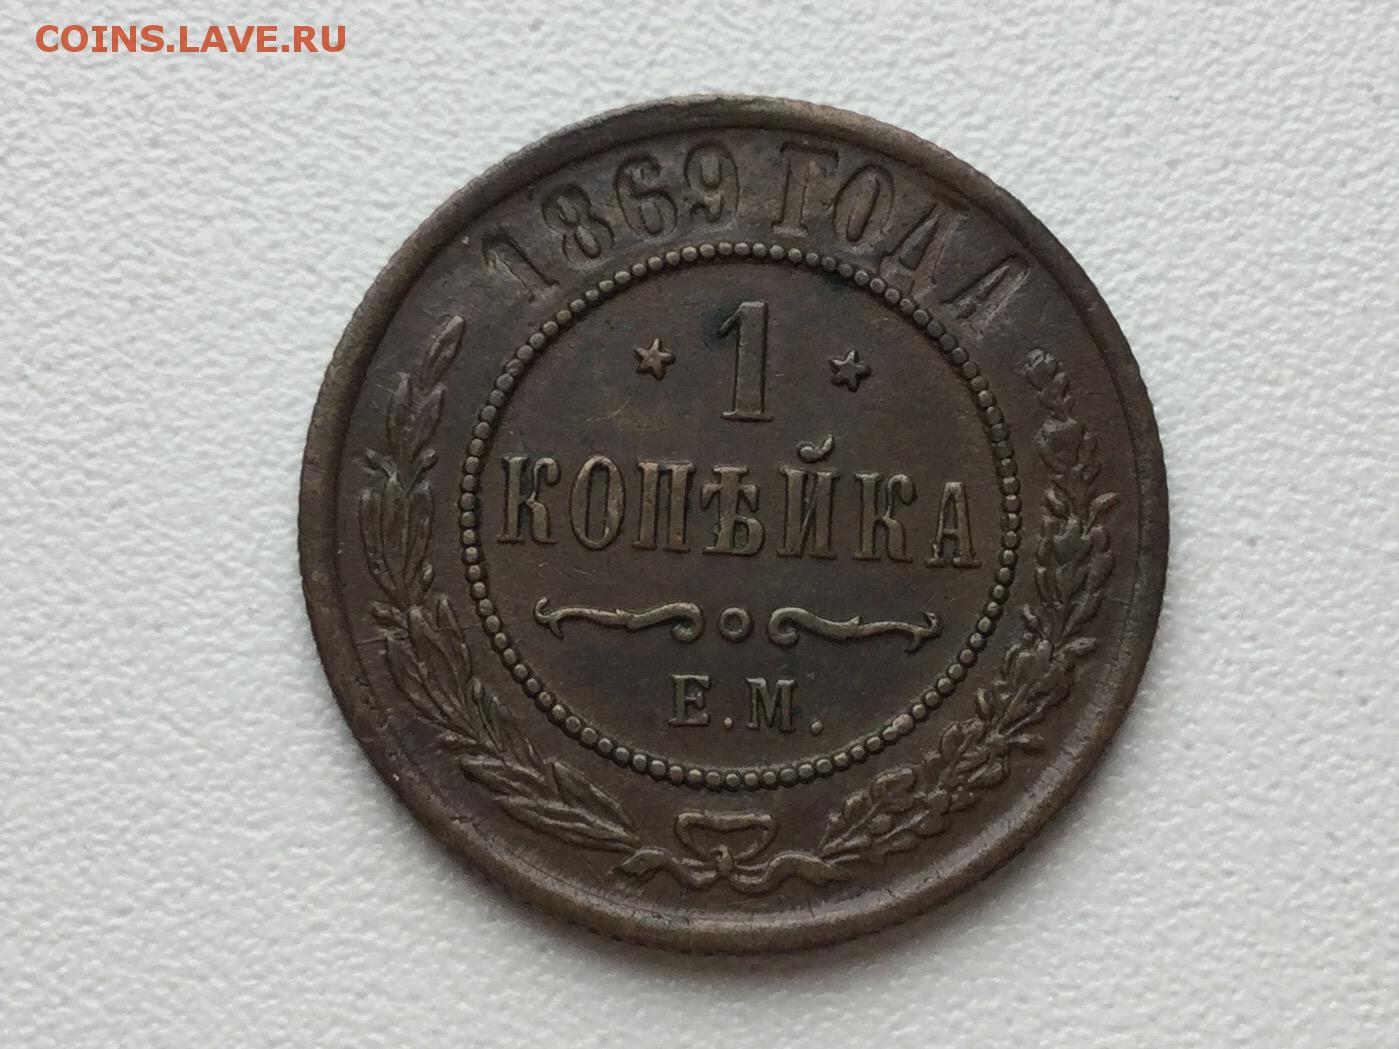 COINS.LAVE.RU
1869 ГОДА
* 1 *
КОПѢЙКА
Е.М.